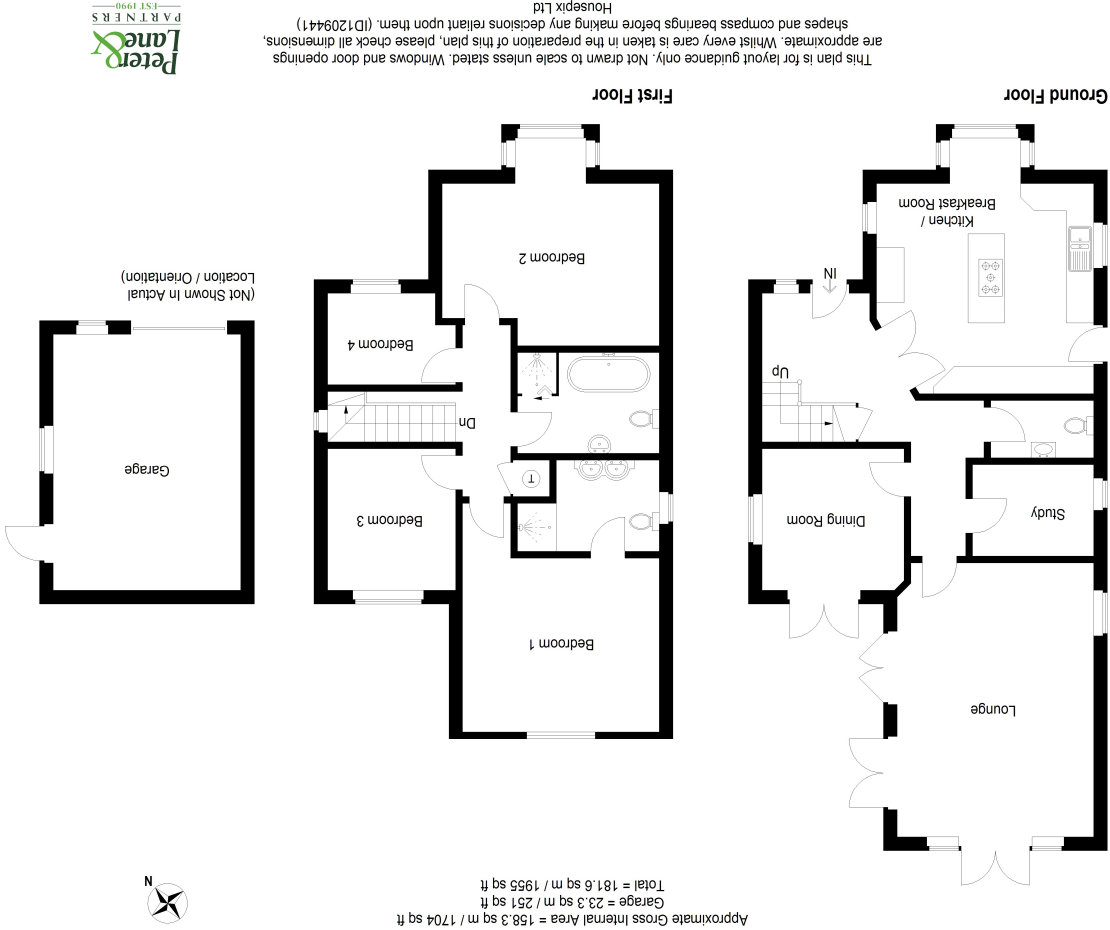 Approximate Gross Internal Area = 158.3 sq m / 1704 sq ft
Garage = 23.3 sq m / 251 sq ft
Total = 181.6 sq m / 1955 sq ft
N
Lounge
Study
Dining Room
Up
IN
Kitchen /
Breakfast Room
Ground Floor
Bedroom 1
Bedroom 3
T
Dn
Bedroom 4
Bedroom 2
First Floor
Garage
(Not Shown In Actual
Location / Orientation)
This plan is for layout guidance only. Not drawn to scale unless stated. Windows and door openings
are approximate. Whilst every care is taken in the preparation of this plan, please check all dimensions,
shapes and compass bearings before making any decisions reliant upon them. (ID1209441)
Housepix Ltd
Peter
Lane &
PARTNERS
EST 1990